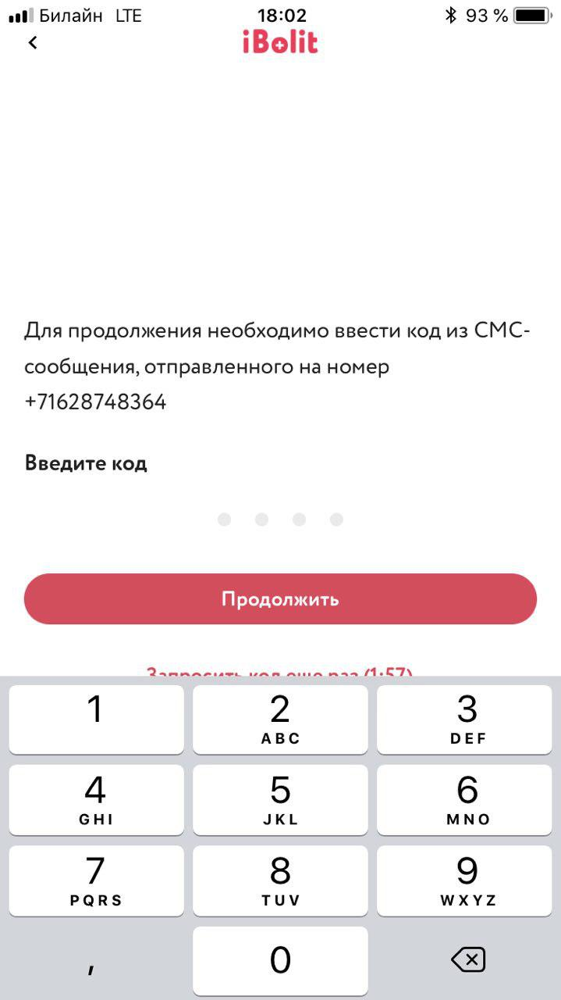 Билайн LTE 18:02 93 %
iBolit
Для продолжения необходимо ввести код из СМС-
сообщения, отправленного на номер
+71628748364
Введите код
Продолжить
Запросить код еще раз (1:57)
1 2 3
ABC DEF
4 5 6
GHI JKL MNO
7 8 9
PQRS TUV WXYZ
, 0